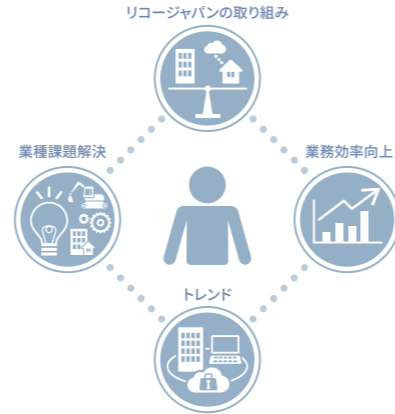 リコージャパンの取り組み
業種課題解決
業務効率向上
トレンド